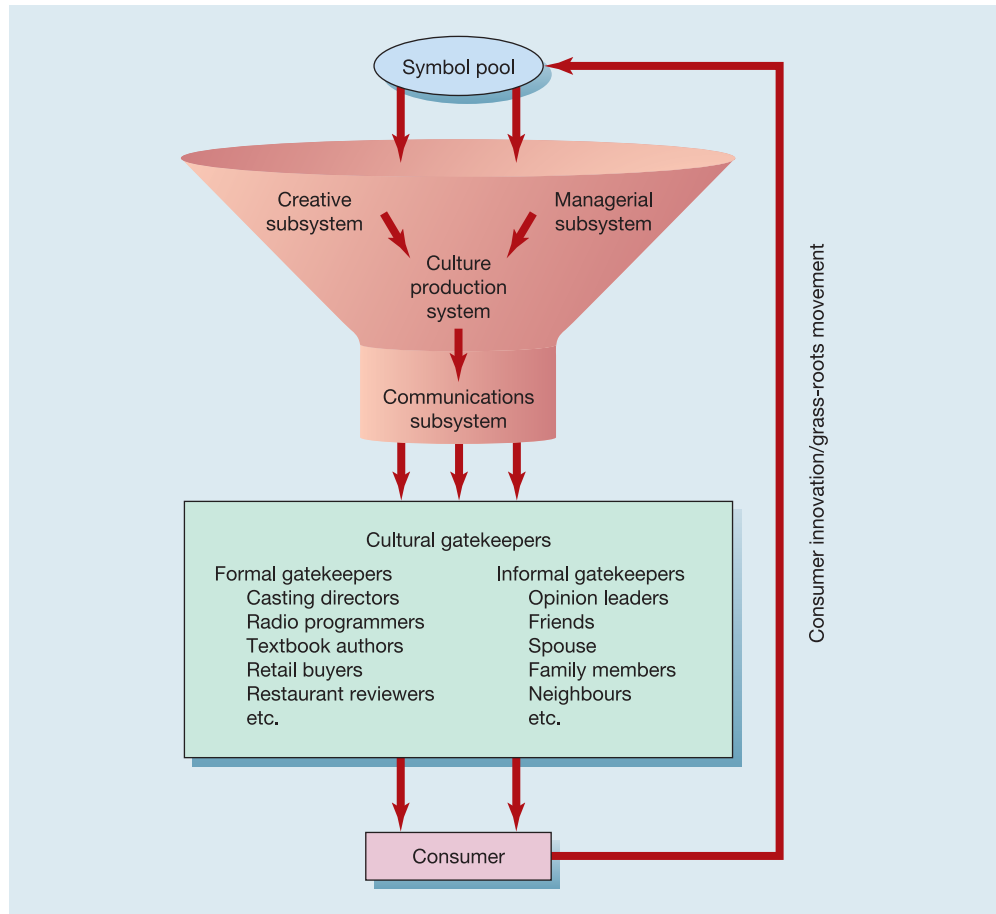 Symbol pool
Creative
subsystem
Managerial
subsystem
Culture
production
system
Communications
subsystem
Cultural gatekeepers
Formal gatekeepers
Casting directors
Radio programmers
Textbook authors
Retail buyers
Restaurant reviewers
etc.
Informal gatekeepers
Opinion leaders
Friends
Spouse
Family members
Neighbours
etc.
Consumer
Consumer innovation/grass-roots movement